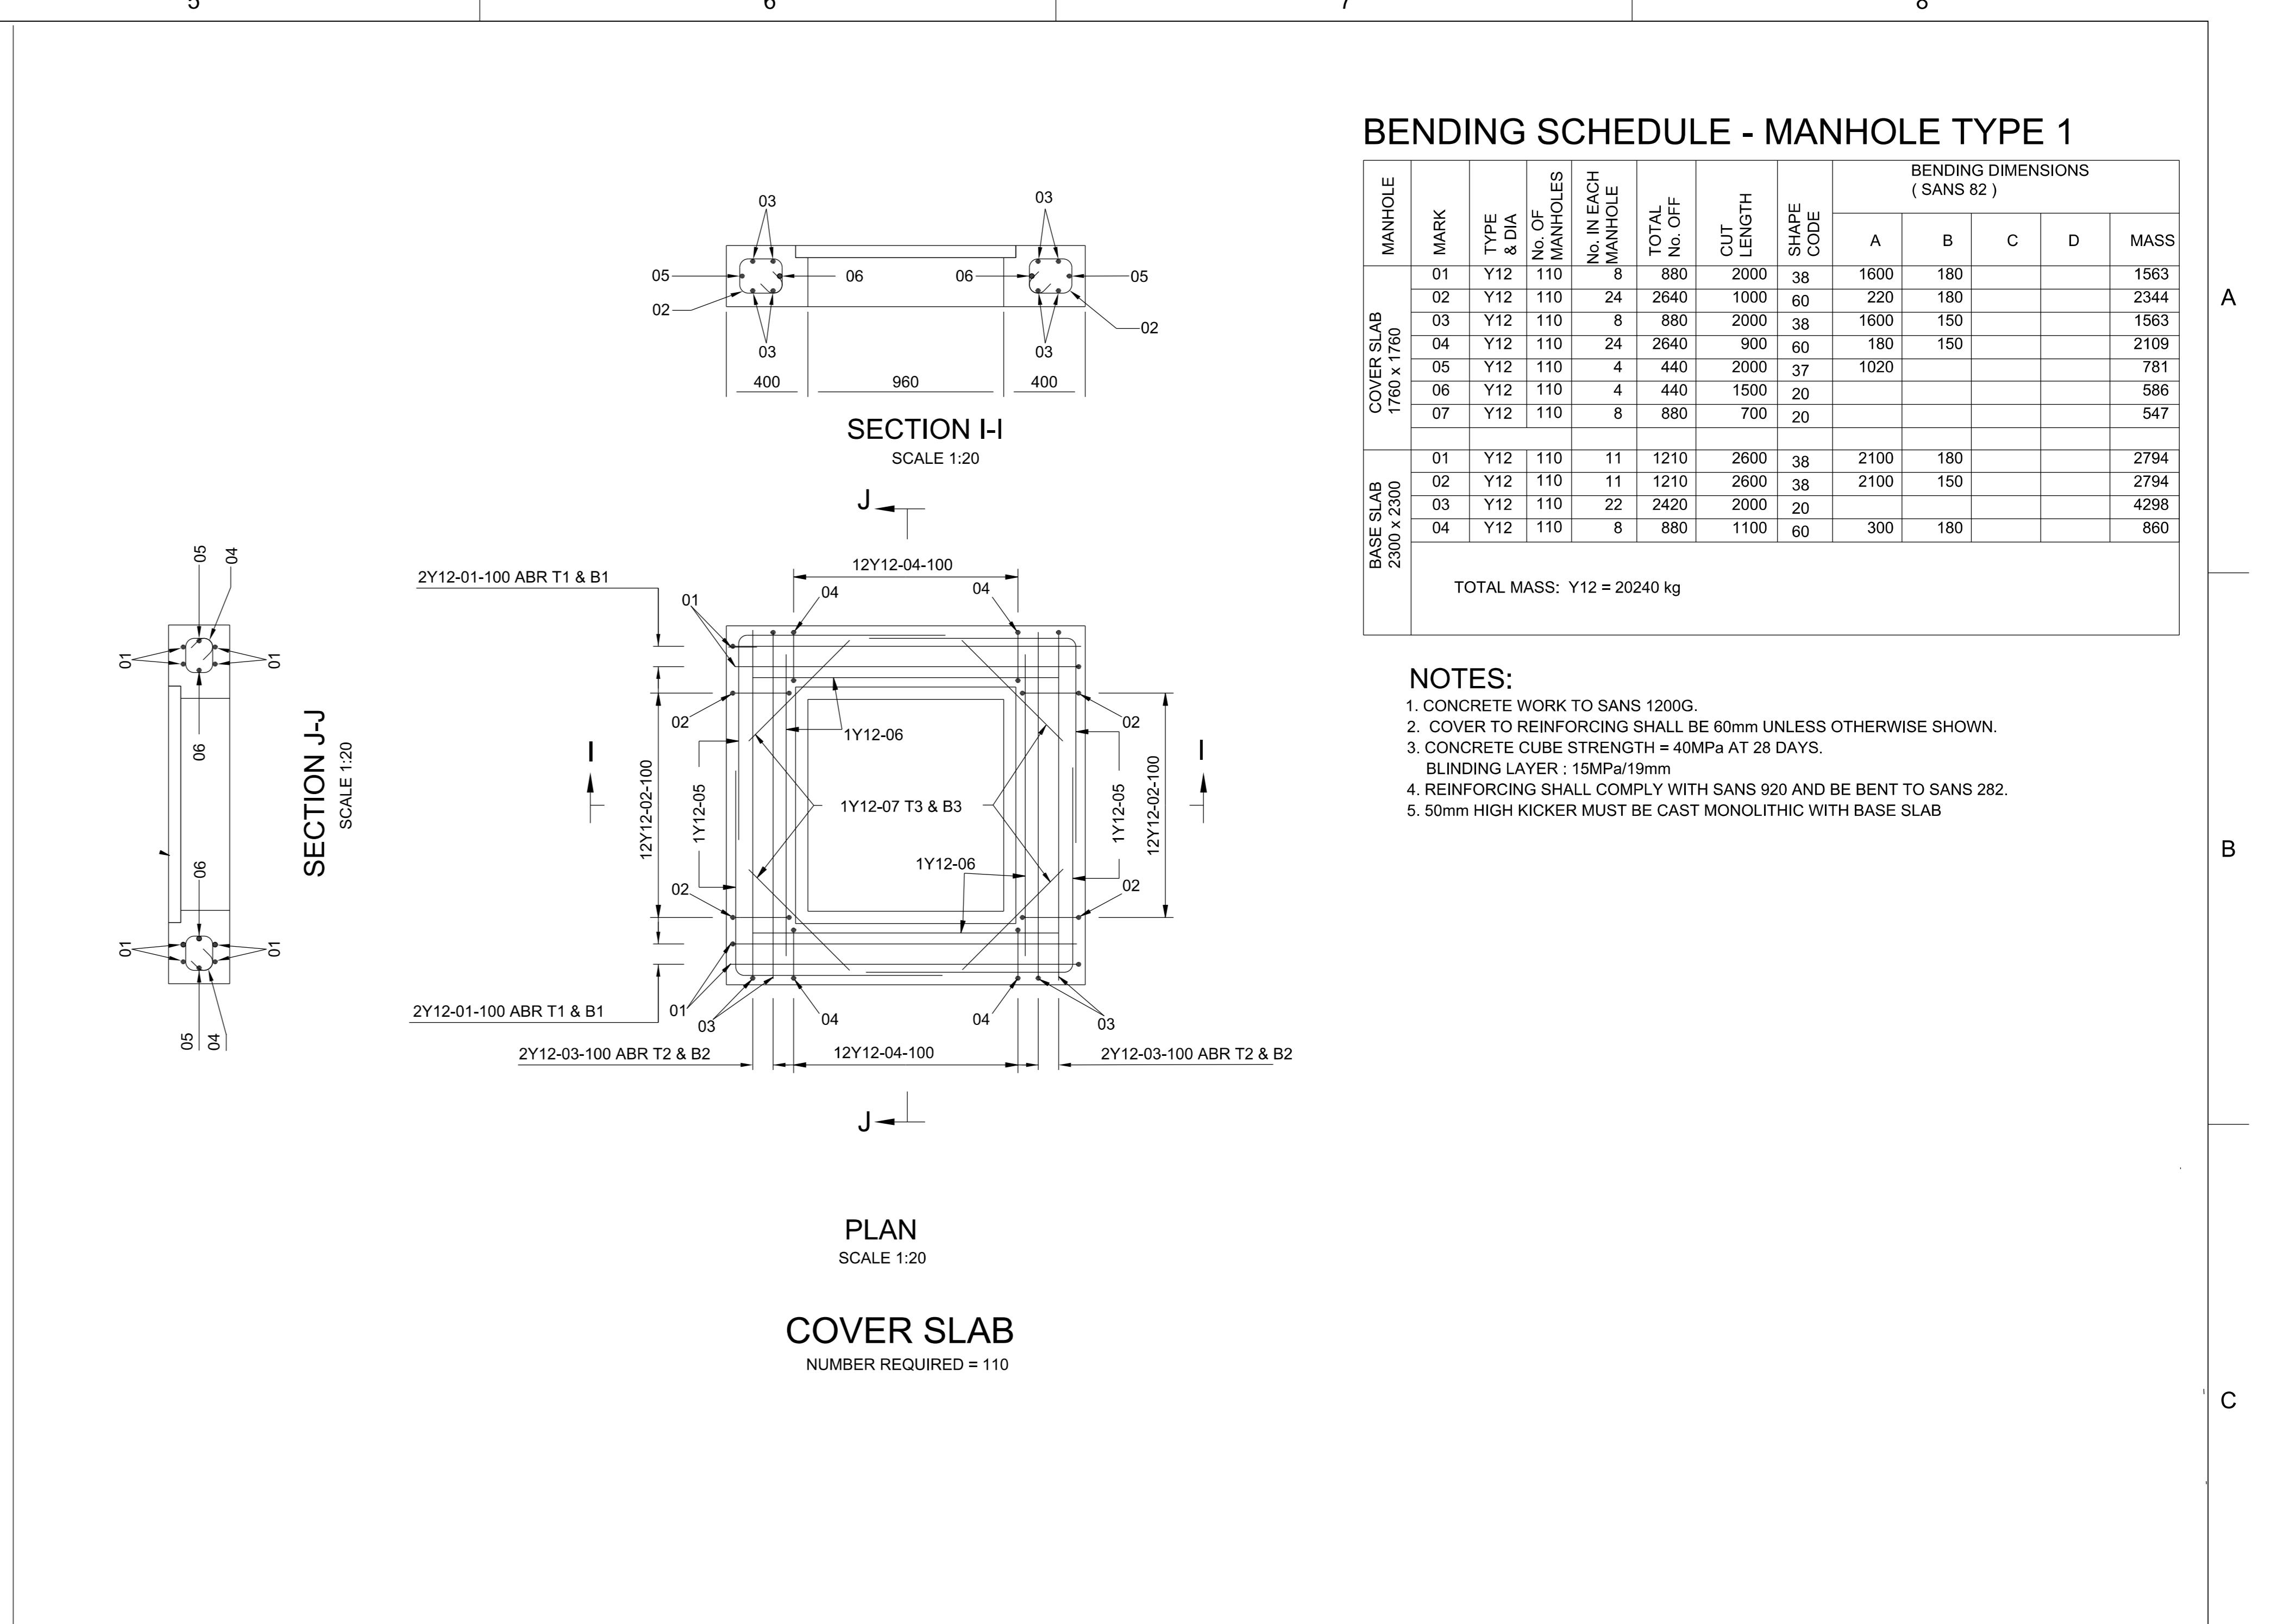 5 6 7 8
BENDING SCHEDULE - MANHOLE TYPE 1
MANHOLE MARK TYPE & DIA No. OF MANHOLES No. IN EACH MANHOLE TOTAL No. OFF CUT LENGTH SHAPE CODE BENDING DIMENSIONS ( SANS 82 )
A B C D MASS
COVER SLAB 1760 x 1760
01 Y12 110 8 880 2000 38 1600 180 1563
02 Y12 110 24 2640 1000 60 220 180 2344
03 Y12 110 8 880 2000 38 1600 150 1563
04 Y12 110 24 2640 900 60 180 150 2109
05 Y12 110 4 440 2000 37 1020 781
06 Y12 110 4 440 1500 20 586
07 Y12 110 8 880 700 20 547
BASE SLAB 2300 x 2300
01 Y12 110 11 1210 2600 38 2100 180 2794
02 Y12 110 11 1210 2600 38 2100 150 2794
03 Y12 110 22 2420 2000 20 4298
04 Y12 110 8 880 1100 60 300 180 860
TOTAL MASS: Y12 = 20240 kg
NOTES:
1. CONCRETE WORK TO SANS 1200G.
2. COVER TO REINFORCING SHALL BE 60mm UNLESS OTHERWISE SHOWN.
3. CONCRETE CUBE STRENGTH = 40MPa AT 28 DAYS.
BLINDING LAYER : 15MPa/19mm
4. REINFORCING SHALL COMPLY WITH SANS 920 AND BE BENT TO SANS 282.
5. 50mm HIGH KICKER MUST BE CAST MONOLITHIC WITH BASE SLAB
03 03
05 06 06 05
02 02
03 03
400 960 400
SECTION I-I
SCALE 1:20
05 04
01 01
06
06
01 01
05 04
SECTION J-J
SCALE 1:20
J
12Y12-04-100
2Y12-01-100 ABR T1 & B1
01 04 04
02 02
1Y12-06
I I
12Y12-02-100 1Y12-05 1Y12-07 T3 & B3 1Y12-05 12Y12-02-100
1Y12-06
02 02
2Y12-01-100 ABR T1 & B1
01 03 04 04 03
2Y12-03-100 ABR T2 & B2 12Y12-04-100 2Y12-03-100 ABR T2 & B2
J
PLAN
SCALE 1:20
COVER SLAB
NUMBER REQUIRED = 110
A
B
C